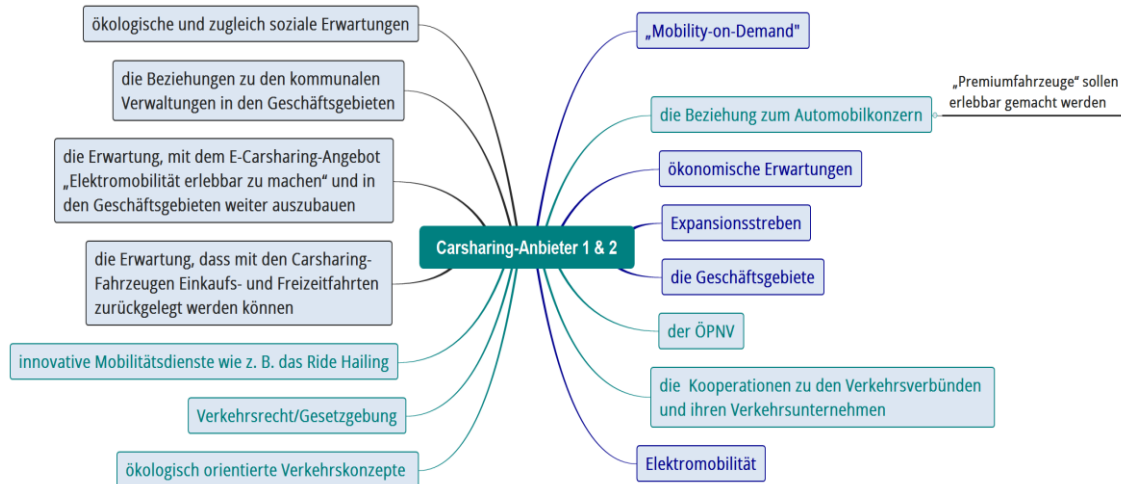 ökologische und zugleich soziale Erwartungen
die Beziehungen zu den kommunalen
Verwaltungen in den Geschäftsgebieten
die Erwartung, mit dem E-Carsharing-Angebot
„Elektromobilität erlebbar zu machen“ und in
den Geschäftsgebieten weiter auszubauen
die Erwartung, dass mit den Carsharing-
Fahrzeugen Einkaufs- und Freizeitfahrten
zurückgelegt werden können
innovative Mobilitätsdienste wie z. B. das Ride Hailing
Verkehrsrecht/Gesetzgebung
ökologisch orientierte Verkehrskonzepte
Carsharing-Anbieter 1 & 2
„Mobility-on-Demand"
die Beziehung zum Automobilkonzern
„Premiumfahrzeuge“ sollen
erlebbar gemacht werden
ökonomische Erwartungen
Expansionsstreben
die Geschäftsgebiete
der ÖPNV
die Kooperationen zu den Verkehrsverbünden
und ihren Verkehrsunternehmen
Elektromobilität